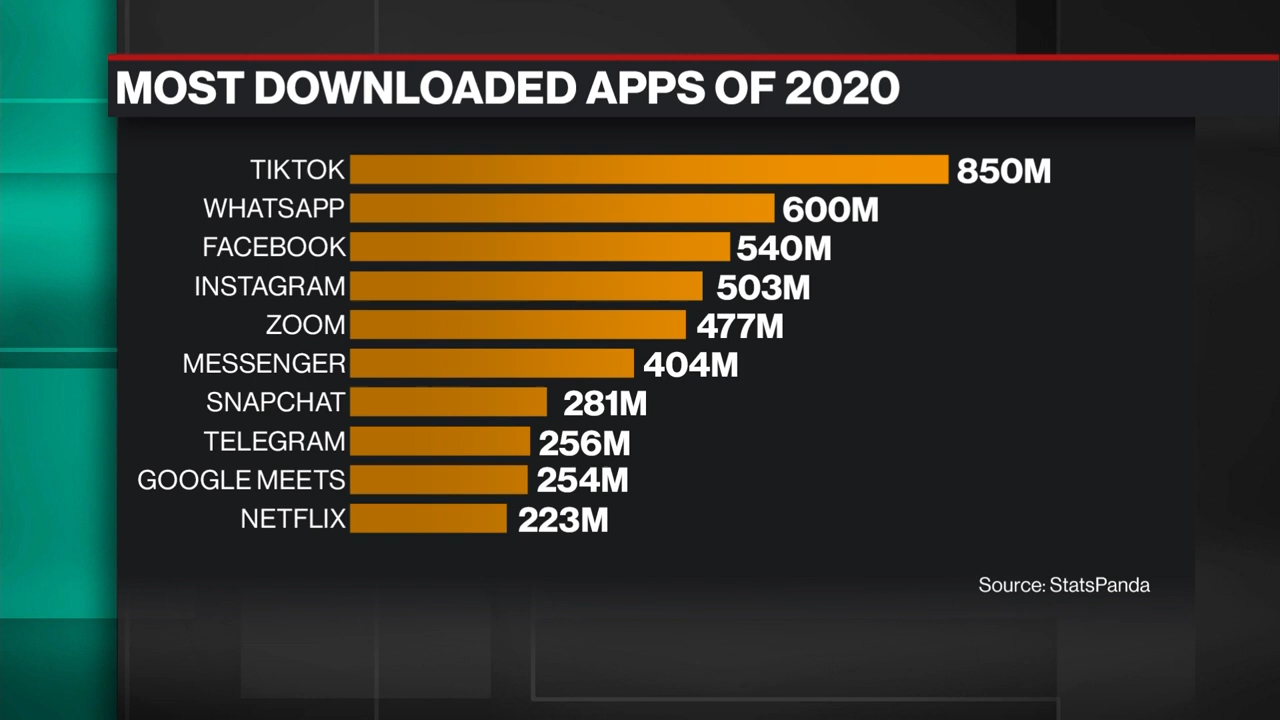 MOST DOWNLOADED APPS OF 2020
TIKTOK 850M
WHATSAPP 600M
FACEBOOK 540M
INSTAGRAM 503M
ZOOM 477M
MESSENGER 404M
SNAPCHAT 281M
TELEGRAM 256M
GOOGLE MEETS 254M
NETFLIX 223M
Source: StatsPanda